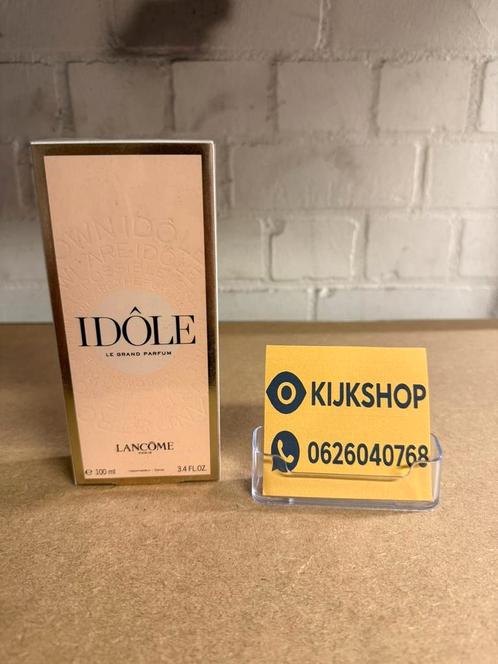 IDÔLE
LE GRAND PARFUM
LANCÔME
PARIS
℮ 100 ml
3.4 FL.OZ.
KIJKSHOP
0626040768